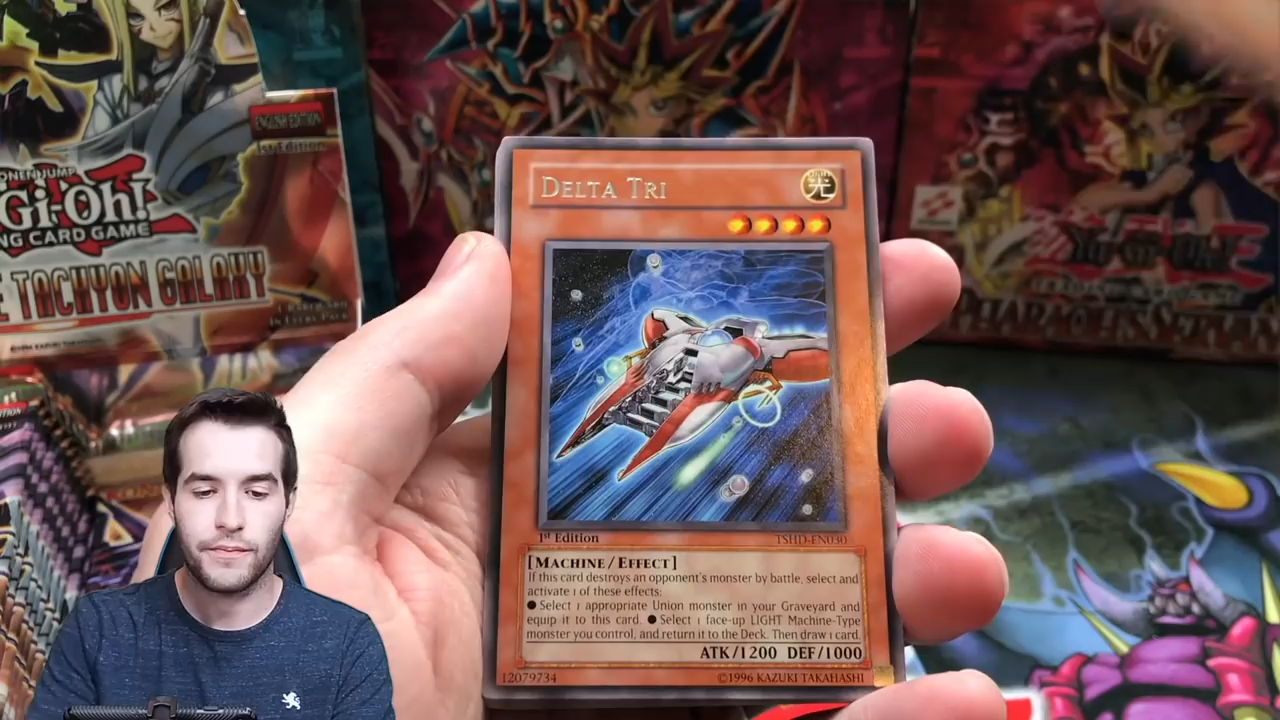 ENGLISH EDITION
1st Edition
Gi-Oh!
NG CARD GAME
TACHYON GALAXY
DELTA TRI
光
1st Edition
TSHD-EN030
[MACHINE/EFFECT]
If this card destroys an opponent's monster by battle, select and
activate 1 of these effects:
● Select 1 appropriate Union monster in your Graveyard and
equip it to this card. ● Select 1 face-up LIGHT Machine-Type
monster you control, and return it to the Deck. Then draw 1 card.
ATK/1200 DEF/1000
12079734
©1996 KAZUKI TAKAHASHI
KONAMI
Yu-Gi-Oh!